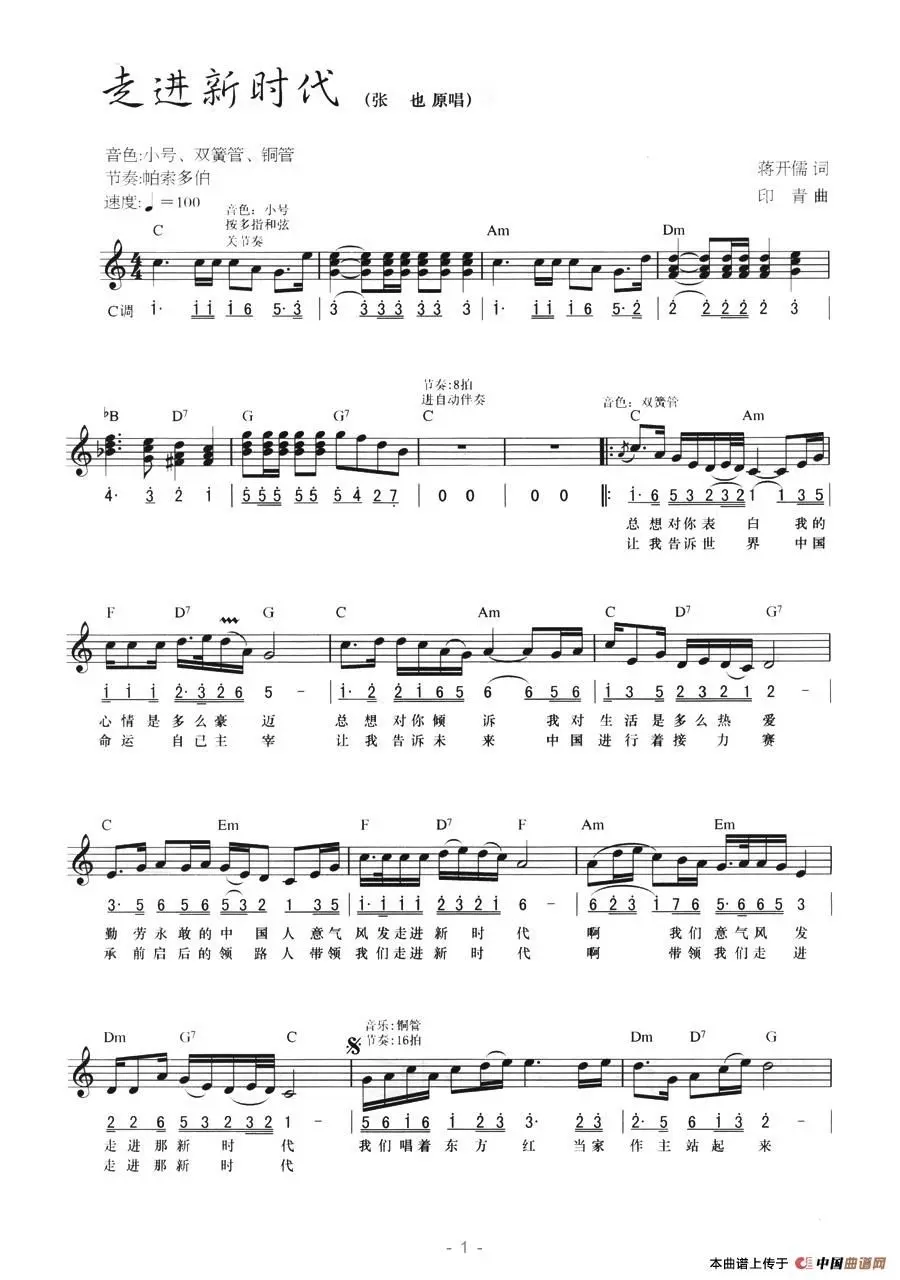 走进新时代 (张 也 原唱)
音色:小号、双簧管、铜管
节奏:帕索多伯
速度:♩=100
蒋开儒 词
印 青 曲
音色: 小号
按多指和弦
关节奏
C Am Dm
4/4
C调 i· i i i 6 5· 3 3 3 3 3 3 3 i· i i i 6 5· 2 2 2 2 2 2 3
节奏:8拍
进自动伴奏
音色: 双簧管
♭B D7 G G7 C C Am
4· 3 2 i 5 5 5 5 5 5 4 2 7 0 0 0 0 i· 6 5 3 2 3 2 1 1 1 3 5
总想对你表白 我的
让我告诉世界 中国
F D7 G C Am C D7 G7
i i i 2· 3 2 6 5 - i· 2 2 i 6 5 6 6 5 6 i 3 5 2 3 2 1 2 -
心情是多么豪迈 总想对你倾诉 我对生活是多么热爱
命运 自己主宰 让我告诉未来 中国进行着接力赛
C Em F D7 F Am Em
3· 5 6 5 6 5 3 2 1 3 5 i· i i i 2 3 2 i 6 - 6 2 3 i 7 6 5· 6 6 5 3
勤劳永敢的中国人意气风发走进新时代 啊 我们意气风发
承前启后的领路人带领我们走进新时代 啊 带领我们走进
音乐: 铜管
节奏:16拍
Dm G7 C Dm D7 G
2 2 6 5 3 5 2 3 2 1 - 5 6 i 6 i 2 3 3· 2 3 2· 5 6 i 3 2 -
走进那新时代 我们唱着东方红 当家作主站起来
走进那新时代
- 1 -
本曲谱上传于 中国曲谱网